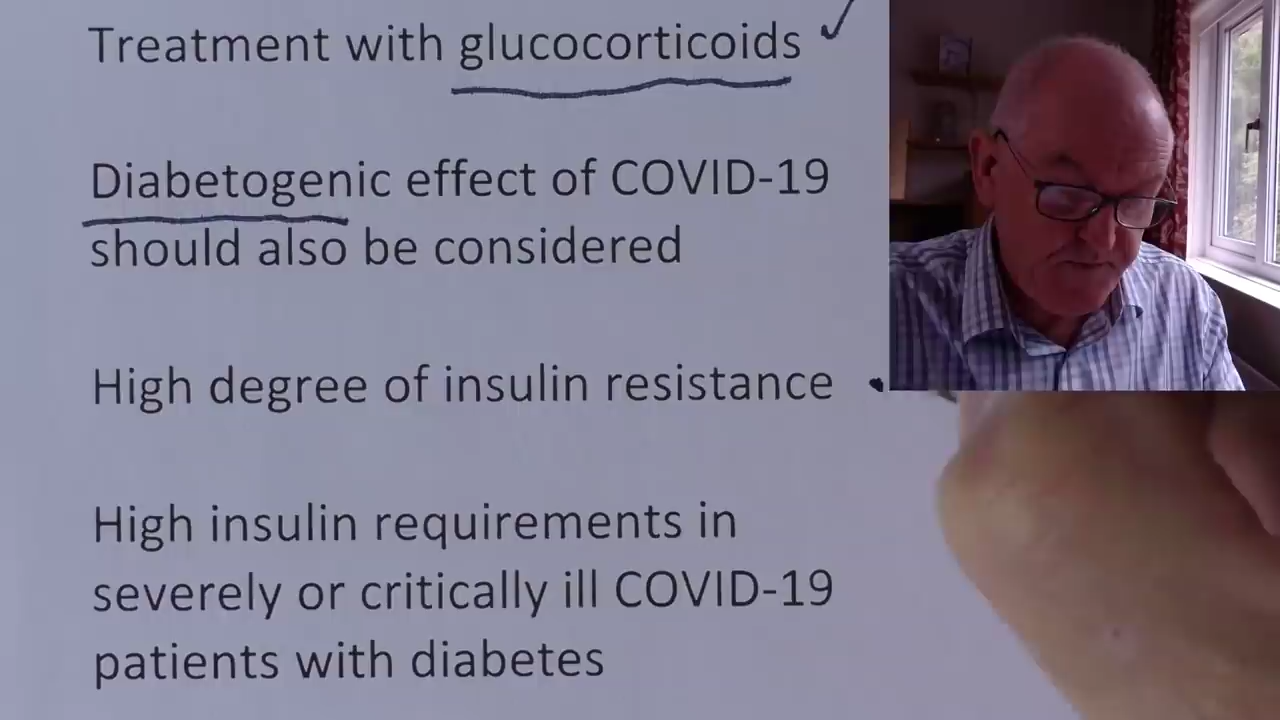 Treatment with glucocorticoids
Diabetogenic effect of COVID-19
should also be considered
High degree of insulin resistance
High insulin requirements in
severely or critically ill COVID-19
patients with diabetes